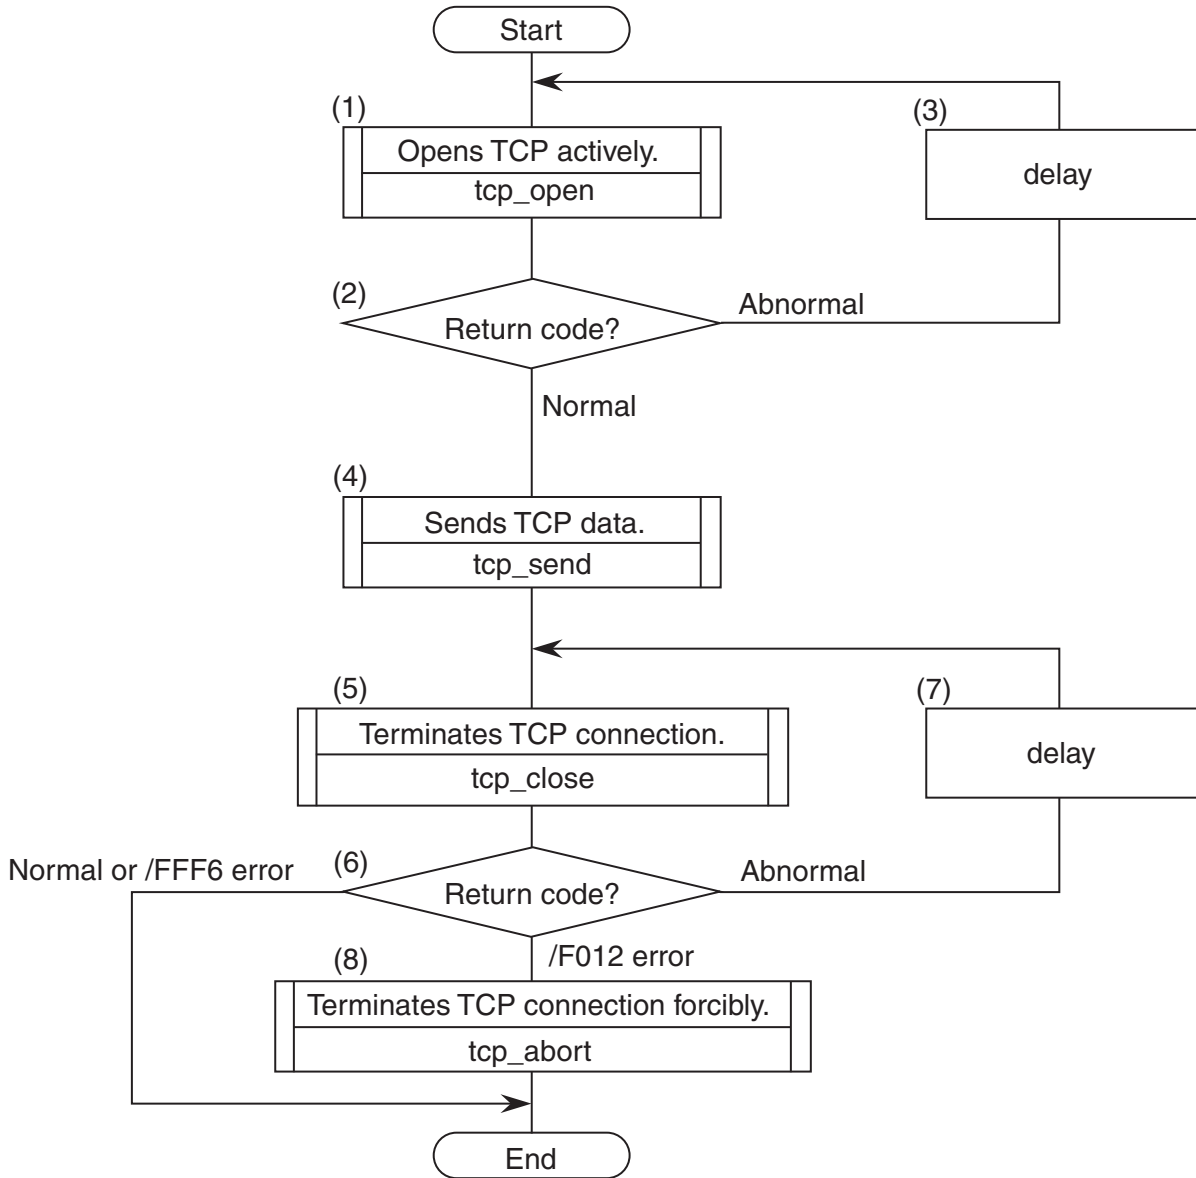 Start
(1)
Opens TCP actively.
tcp_open
(3)
delay
(2)
Return code?
Abnormal
Normal
(4)
Sends TCP data.
tcp_send
(5)
Terminates TCP connection.
tcp_close
(7)
delay
Normal or /FFF6 error
(6)
Return code?
Abnormal
/F012 error
(8)
Terminates TCP connection forcibly.
tcp_abort
End